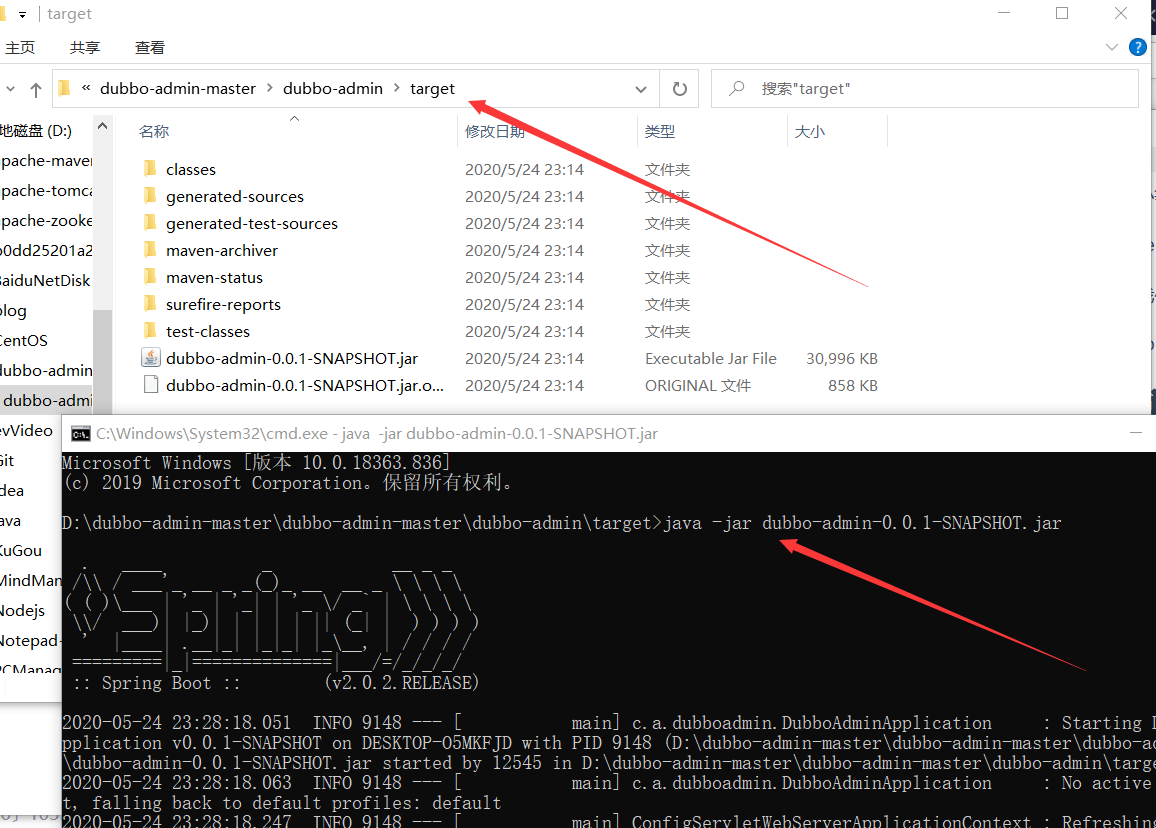 target
主页 共享 查看
« dubbo-admin-master > dubbo-admin > target 搜索"target"
名称 修改日期 类型 大小
地磁盘 (D:)
apache-maven
apache-tomca
apache-zooke
b0dd25201a2
BaiduNetDisk
blog
CentOS
dubbo-admin
dubbo-admi
evVideo
Git
idea
java
KuGou
MindMan
Nodejs
Notepad-
PCManag
classes 2020/5/24 23:14 文件夹
generated-sources 2020/5/24 23:14 文件夹
generated-test-sources 2020/5/24 23:14 文件夹
maven-archiver 2020/5/24 23:14 文件夹
maven-status 2020/5/24 23:14 文件夹
surefire-reports 2020/5/24 23:14 文件夹
test-classes 2020/5/24 23:14 文件夹
dubbo-admin-0.0.1-SNAPSHOT.jar 2020/5/24 23:14 Executable Jar File 30,996 KB
dubbo-admin-0.0.1-SNAPSHOT.jar.o... 2020/5/24 23:14 ORIGINAL 文件 858 KB
C:\Windows\System32\cmd.exe - java -jar dubbo-admin-0.0.1-SNAPSHOT.jar
Microsoft Windows [版本 10.0.18363.836]
(c) 2019 Microsoft Corporation。保留所有权利。
D:\dubbo-admin-master\dubbo-admin-master\dubbo-admin\target>java -jar dubbo-admin-0.0.1-SNAPSHOT.jar
Spring
:: Spring Boot :: (v2.0.2.RELEASE)
2020-05-24 23:28:18.051 INFO 9148 --- [ main] c.a.dubboadmin.DubboAdminApplication : Starting D
pplication v0.0.1-SNAPSHOT on DESKTOP-O5MKFJD with PID 9148 (D:\dubbo-admin-master\dubbo-admin-master\dubbo-ad
\dubbo-admin-0.0.1-SNAPSHOT.jar started by 12545 in D:\dubbo-admin-master\dubbo-admin-master\dubbo-admin\targe
2020-05-24 23:28:18.063 INFO 9148 --- [ main] c.a.dubboadmin.DubboAdminApplication : No active
t, falling back to default profiles: default
2020-05-24 23:28:18.247 INFO 9148 --- [ main] ConfigServletWebServerApplicationContext : Refreshing